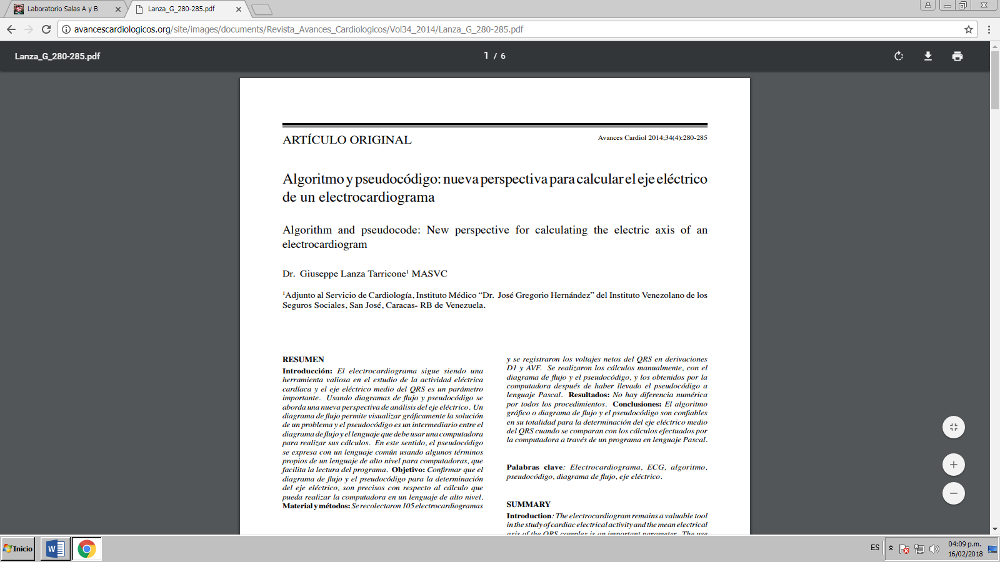 Laboratorio Salas A y B
Lanza_G_280-285.pdf
avancescardiologicos.org/site/images/documents/Revista_Avances_Cardiologicos/Vol34_2014/Lanza_G_280-285.pdf
Lanza_G_280-285.pdf
1 / 6
ARTÍCULO ORIGINAL
Avances Cardiol 2014;34(4):280-285
Algoritmo y pseudocódigo: nueva perspectiva para calcular el eje eléctrico
de un electrocardiograma
Algorithm and pseudocode: New perspective for calculating the electric axis of an
electrocardiogram
Dr. Giuseppe Lanza Tarricone¹ MASVC
¹Adjunto al Servicio de Cardiología, Instituto Médico “Dr. José Gregorio Hernández” del Instituto Venezolano de los
Seguros Sociales, San José, Caracas- RB de Venezuela.
RESUMEN
Introducción: El electrocardiograma sigue siendo una
herramienta valiosa en el estudio de la actividad eléctrica
cardíaca y el eje eléctrico medio del QRS es un parámetro
importante. Usando diagramas de flujo y pseudocódigo se
aborda una nueva perspectiva de análisis del eje eléctrico. Un
diagrama de flujo permite visualizar gráficamente la solución
de un problema y el pseudocódigo es un intermediario entre el
diagrama de flujo y el lenguaje que debe usar una computadora
para realizar sus cálculos. En este sentido, el pseudocódigo
se expresa con un lenguaje común usando algunos términos
propios de un lenguaje de alto nivel para computadoras, que
facilita la lectura del programa. Objetivo: Confirmar que el
diagrama de flujo y el pseudocódigo para la determinación
del eje eléctrico, son precisos con respecto al cálculo que
pueda realizar la computadora en un lenguaje de alto nivel.
Material y métodos: Se recolectaron 105 electrocardiogramas
y se registraron los voltajes netos del QRS en derivaciones
D1 y AVF. Se realizaron los cálculos manualmente, con el
diagrama de flujo y el pseudocódigo, y los obtenidos por la
computadora después de haber llevado el pseudocódigo a
lenguaje Pascal. Resultados: No hay diferencia numérica
por todos los procedimientos. Conclusiones: El algoritmo
gráfico o diagrama de flujo y el pseudocódigo son confiables
en su totalidad para la determinación del eje eléctrico medio
del QRS cuando se comparan con los cálculos efectuados por
la computadora a través de un programa en lenguaje Pascal.
Palabras clave: Electrocardiograma, ECG, algoritmo,
pseudocódigo, diagrama de flujo, eje eléctrico.
SUMMARY
Introduction: The electrocardiogram remains a valuable tool
in the study of cardiac electrical activity and the mean electrical
axis of the QRS complex is an important parameter. The use
Inicio
ES
04:09 p.m.
16/02/2018